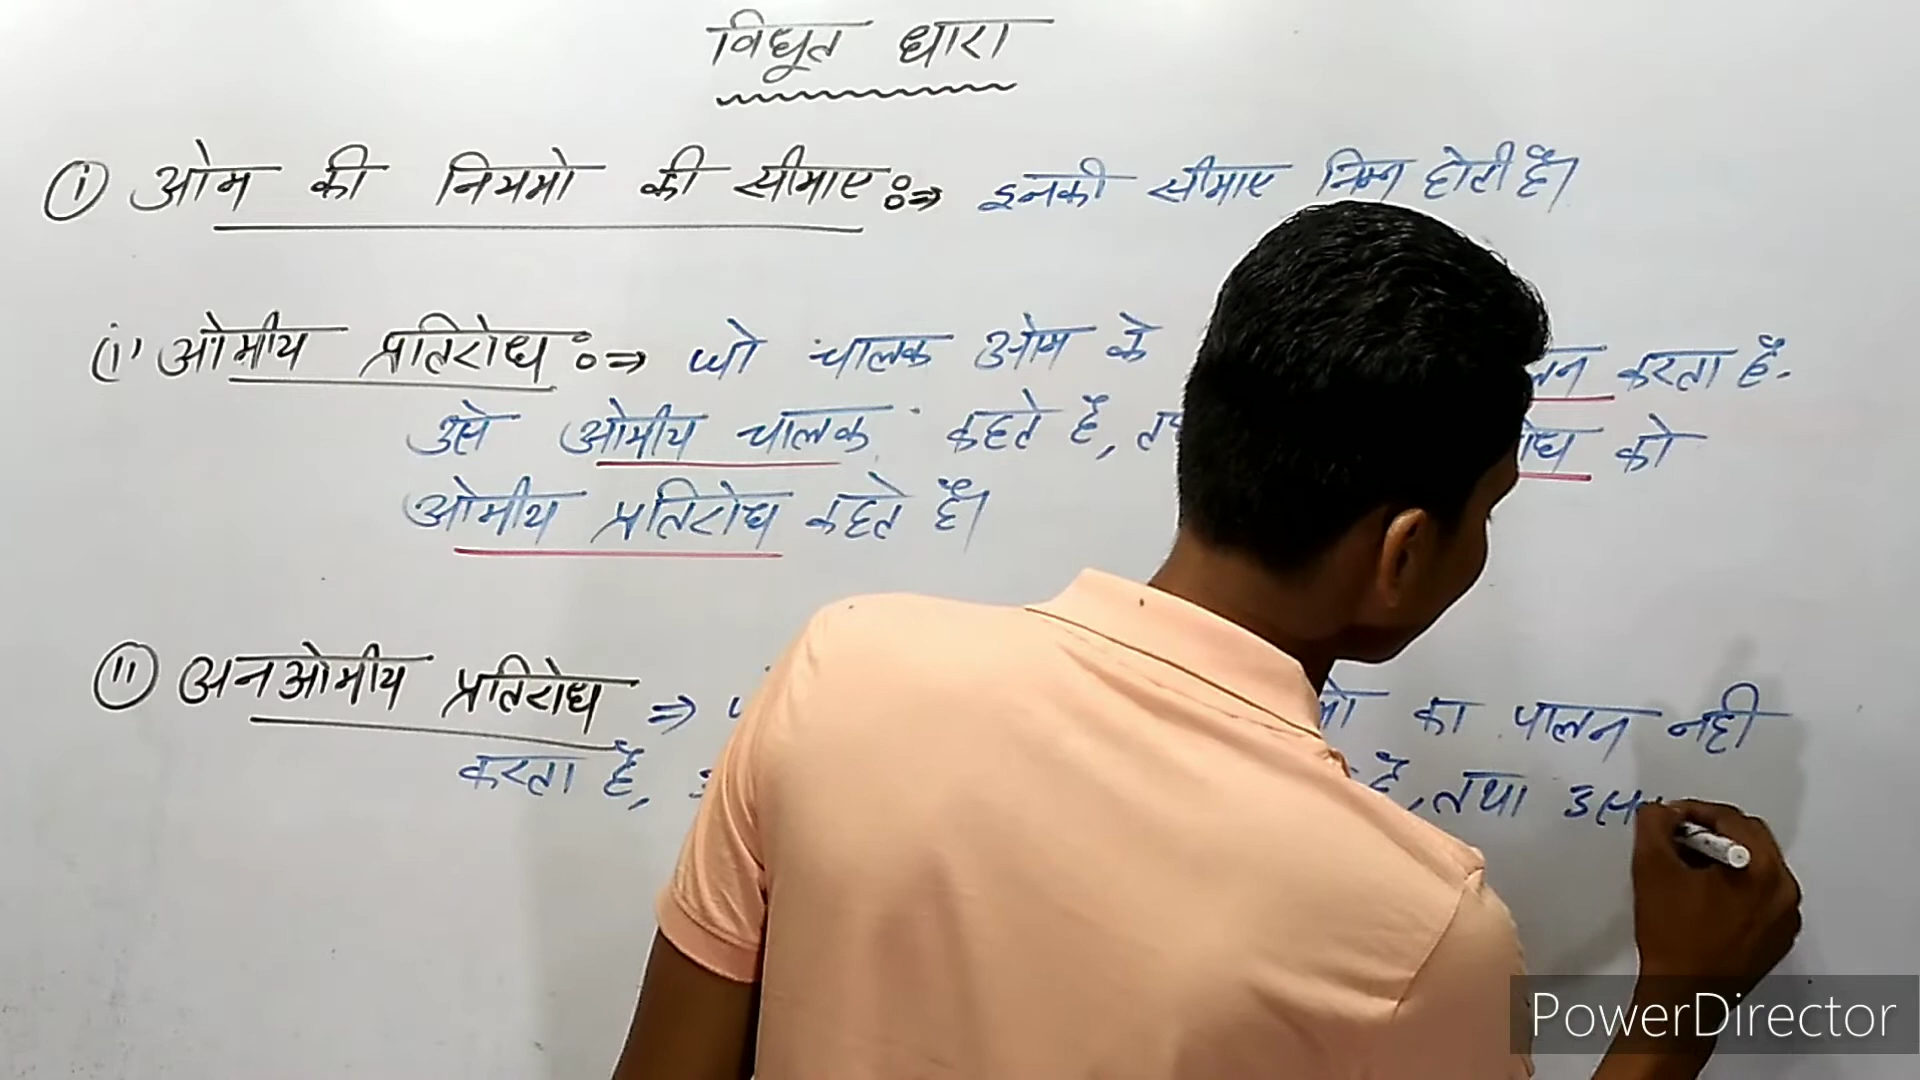 विधुत धारा
① ओम की नियमो की सीमाए :⇒ इनकी सीमाए निम्न होती है।
(i) ओमीय प्रतिरोध :⇒ जो चालक ओम के करता है.
उसे ओमीय चालक कहते है, को
ओमीय प्रतिरोध कहते है।
(ii) अनओमीय प्रतिरोध ⇒ का पालन नही
करता है, है, तथा
PowerDirector